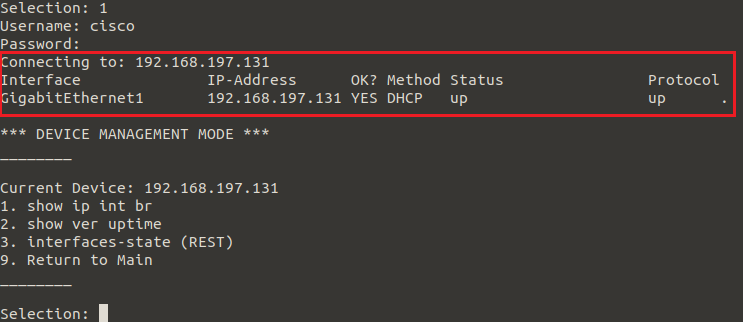 Selection: 1
Username: cisco
Password:
Connecting to: 192.168.197.131
Interface              IP-Address      OK? Method Status                Protocol
GigabitEthernet1       192.168.197.131 YES DHCP   up                    up      .
*** DEVICE MANAGEMENT MODE ***
________
Current Device: 192.168.197.131
1. show ip int br
2. show ver uptime
3. interfaces-state (REST)
9. Return to Main
________
Selection: